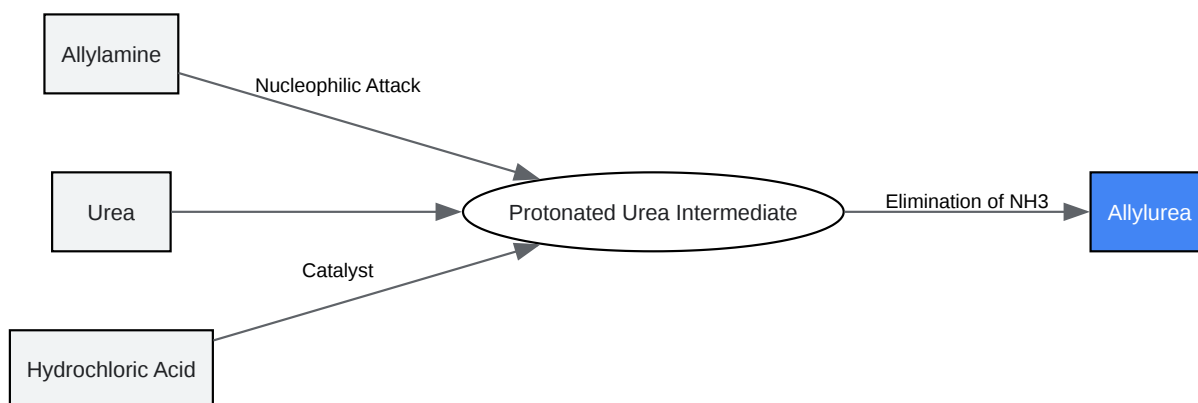 Allylamine
Nucleophilic Attack
Urea
Protonated Urea Intermediate
Elimination of NH3
Allylurea
Catalyst
Hydrochloric Acid